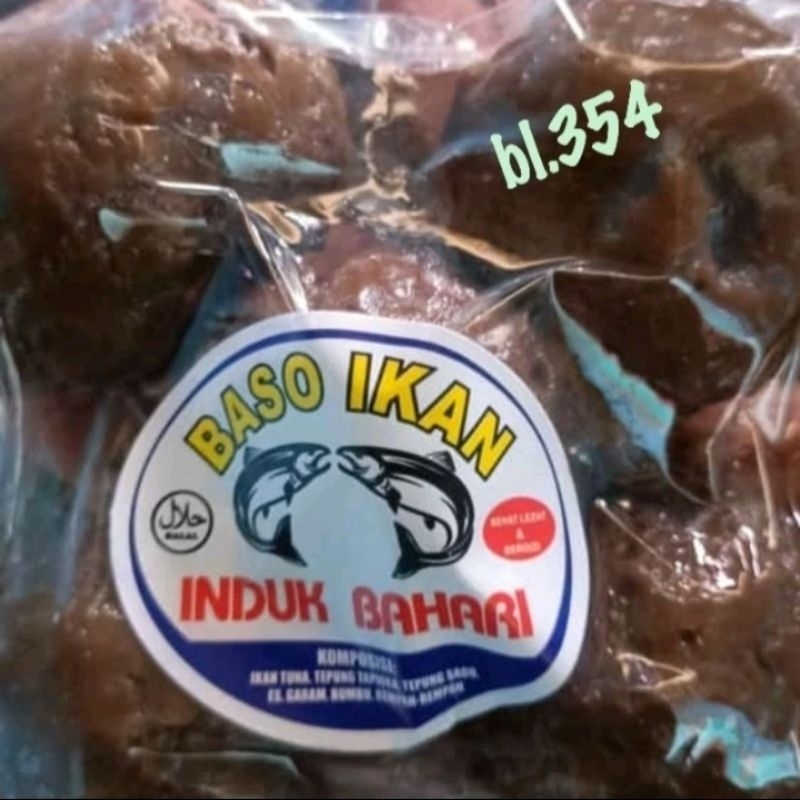 bl.354
BASO IKAN
حلال
HALAL
SEHAT LEZAT
&
BERGIZI
INDUK BAHARI
KOMPOSISI:
IKAN TUNA, TEPUNG TAPIOKA, TEPUNG SAGU,
ES, GARAM, BUMBU, REMPAH-REMPAH